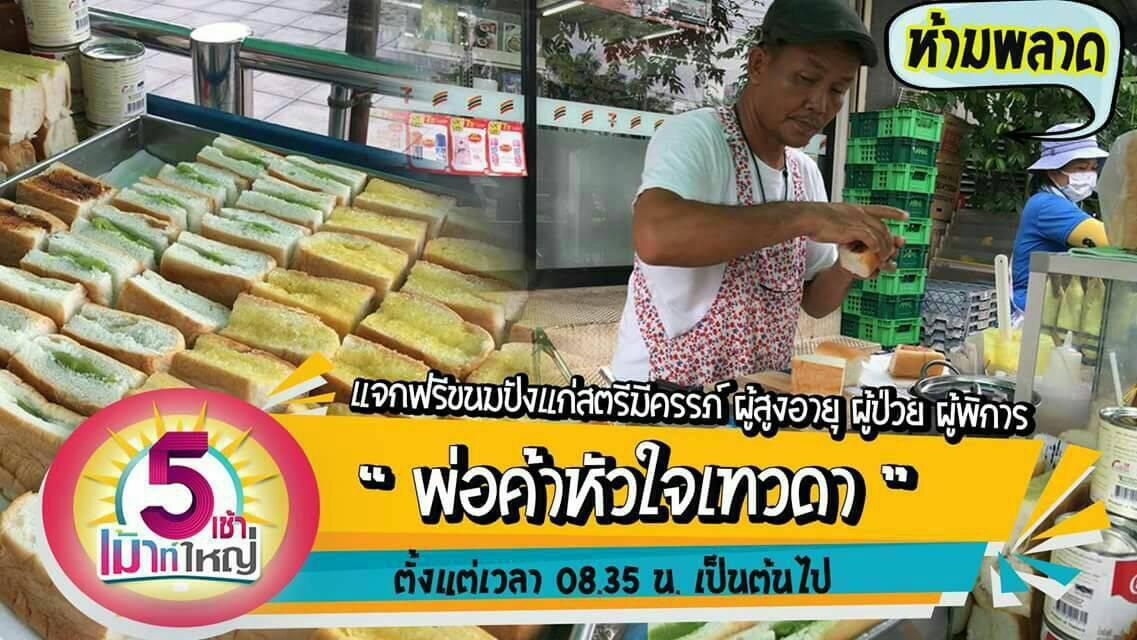 ห้ามพลาด
7
แจกฟรีขนมปังแก่สตรีมีครรภ์ ผู้สูงอายุ ผู้ป่วย ผู้พิการ
“ พ่อค้าหัวใจเทวดา ”
ตั้งแต่เวลา 08.35 น. เป็นต้นไป
5
เช้า
เม้าท์ใหญ่